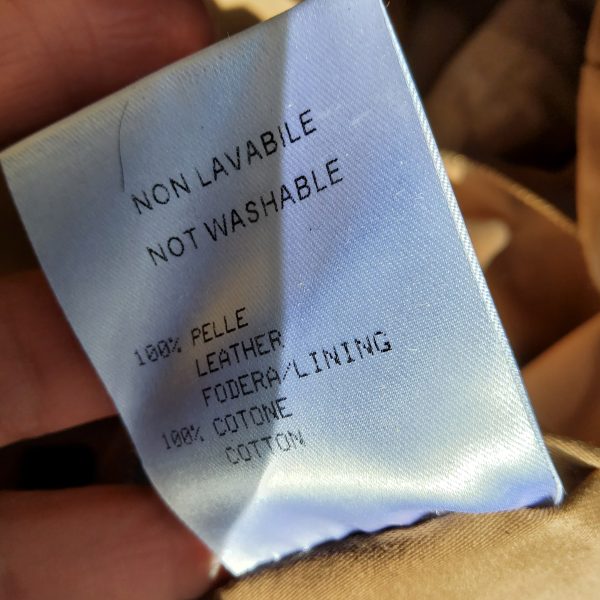 NON LAVABILE
NOT WASHABLE
100% PELLE
LEATHER
FODERA/LINING
100% COTONE
COTTON